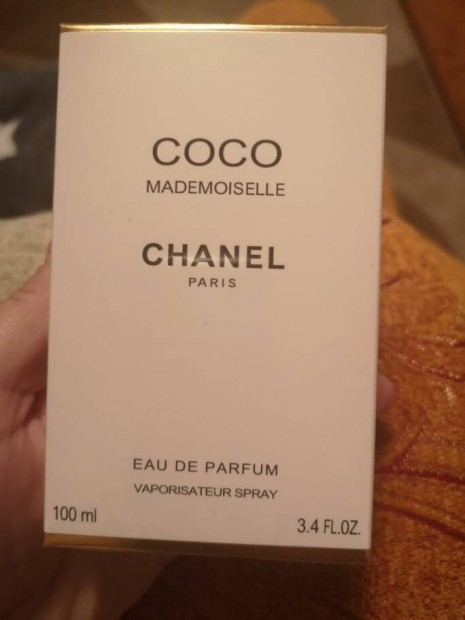 COCO
MADEMOISELLE
CHANEL
PARIS
EAU DE PARFUM
VAPORISATEUR SPRAY
100 ml
3.4 FL.OZ.